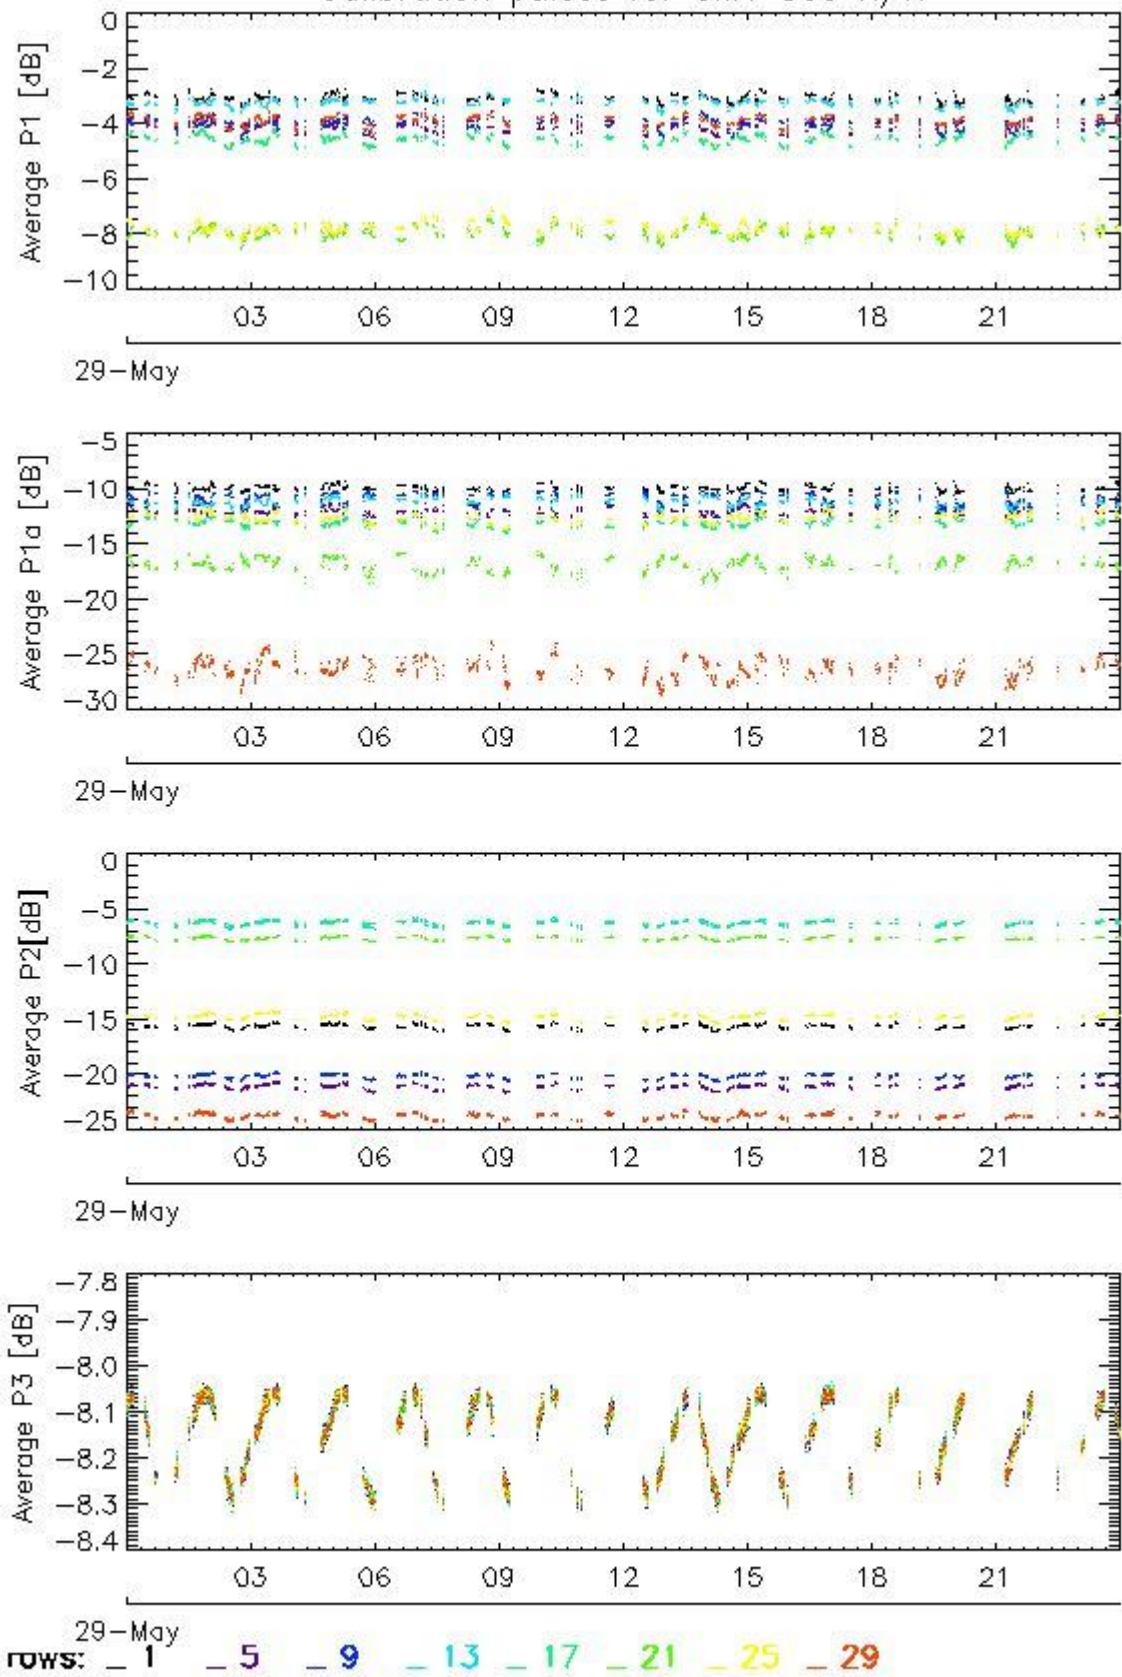 0
Average P1 [dB]
−2
−4
−6
−8
−10
03 06 09 12 15 18 21
29−May
−5
Average P1a [dB]
−10
−15
−20
−25
−30
03 06 09 12 15 18 21
29−May
0
Average P2[dB]
−5
−10
−15
−20
−25
03 06 09 12 15 18 21
29−May
−7.8
Average P3 [dB]
−7.9
−8.0
−8.1
−8.2
−8.3
−8.4
03 06 09 12 15 18 21
29−May
rows: _ 1 _ 5 _ 9 _ 13 _ 17 _ 21 _ 25 _ 29